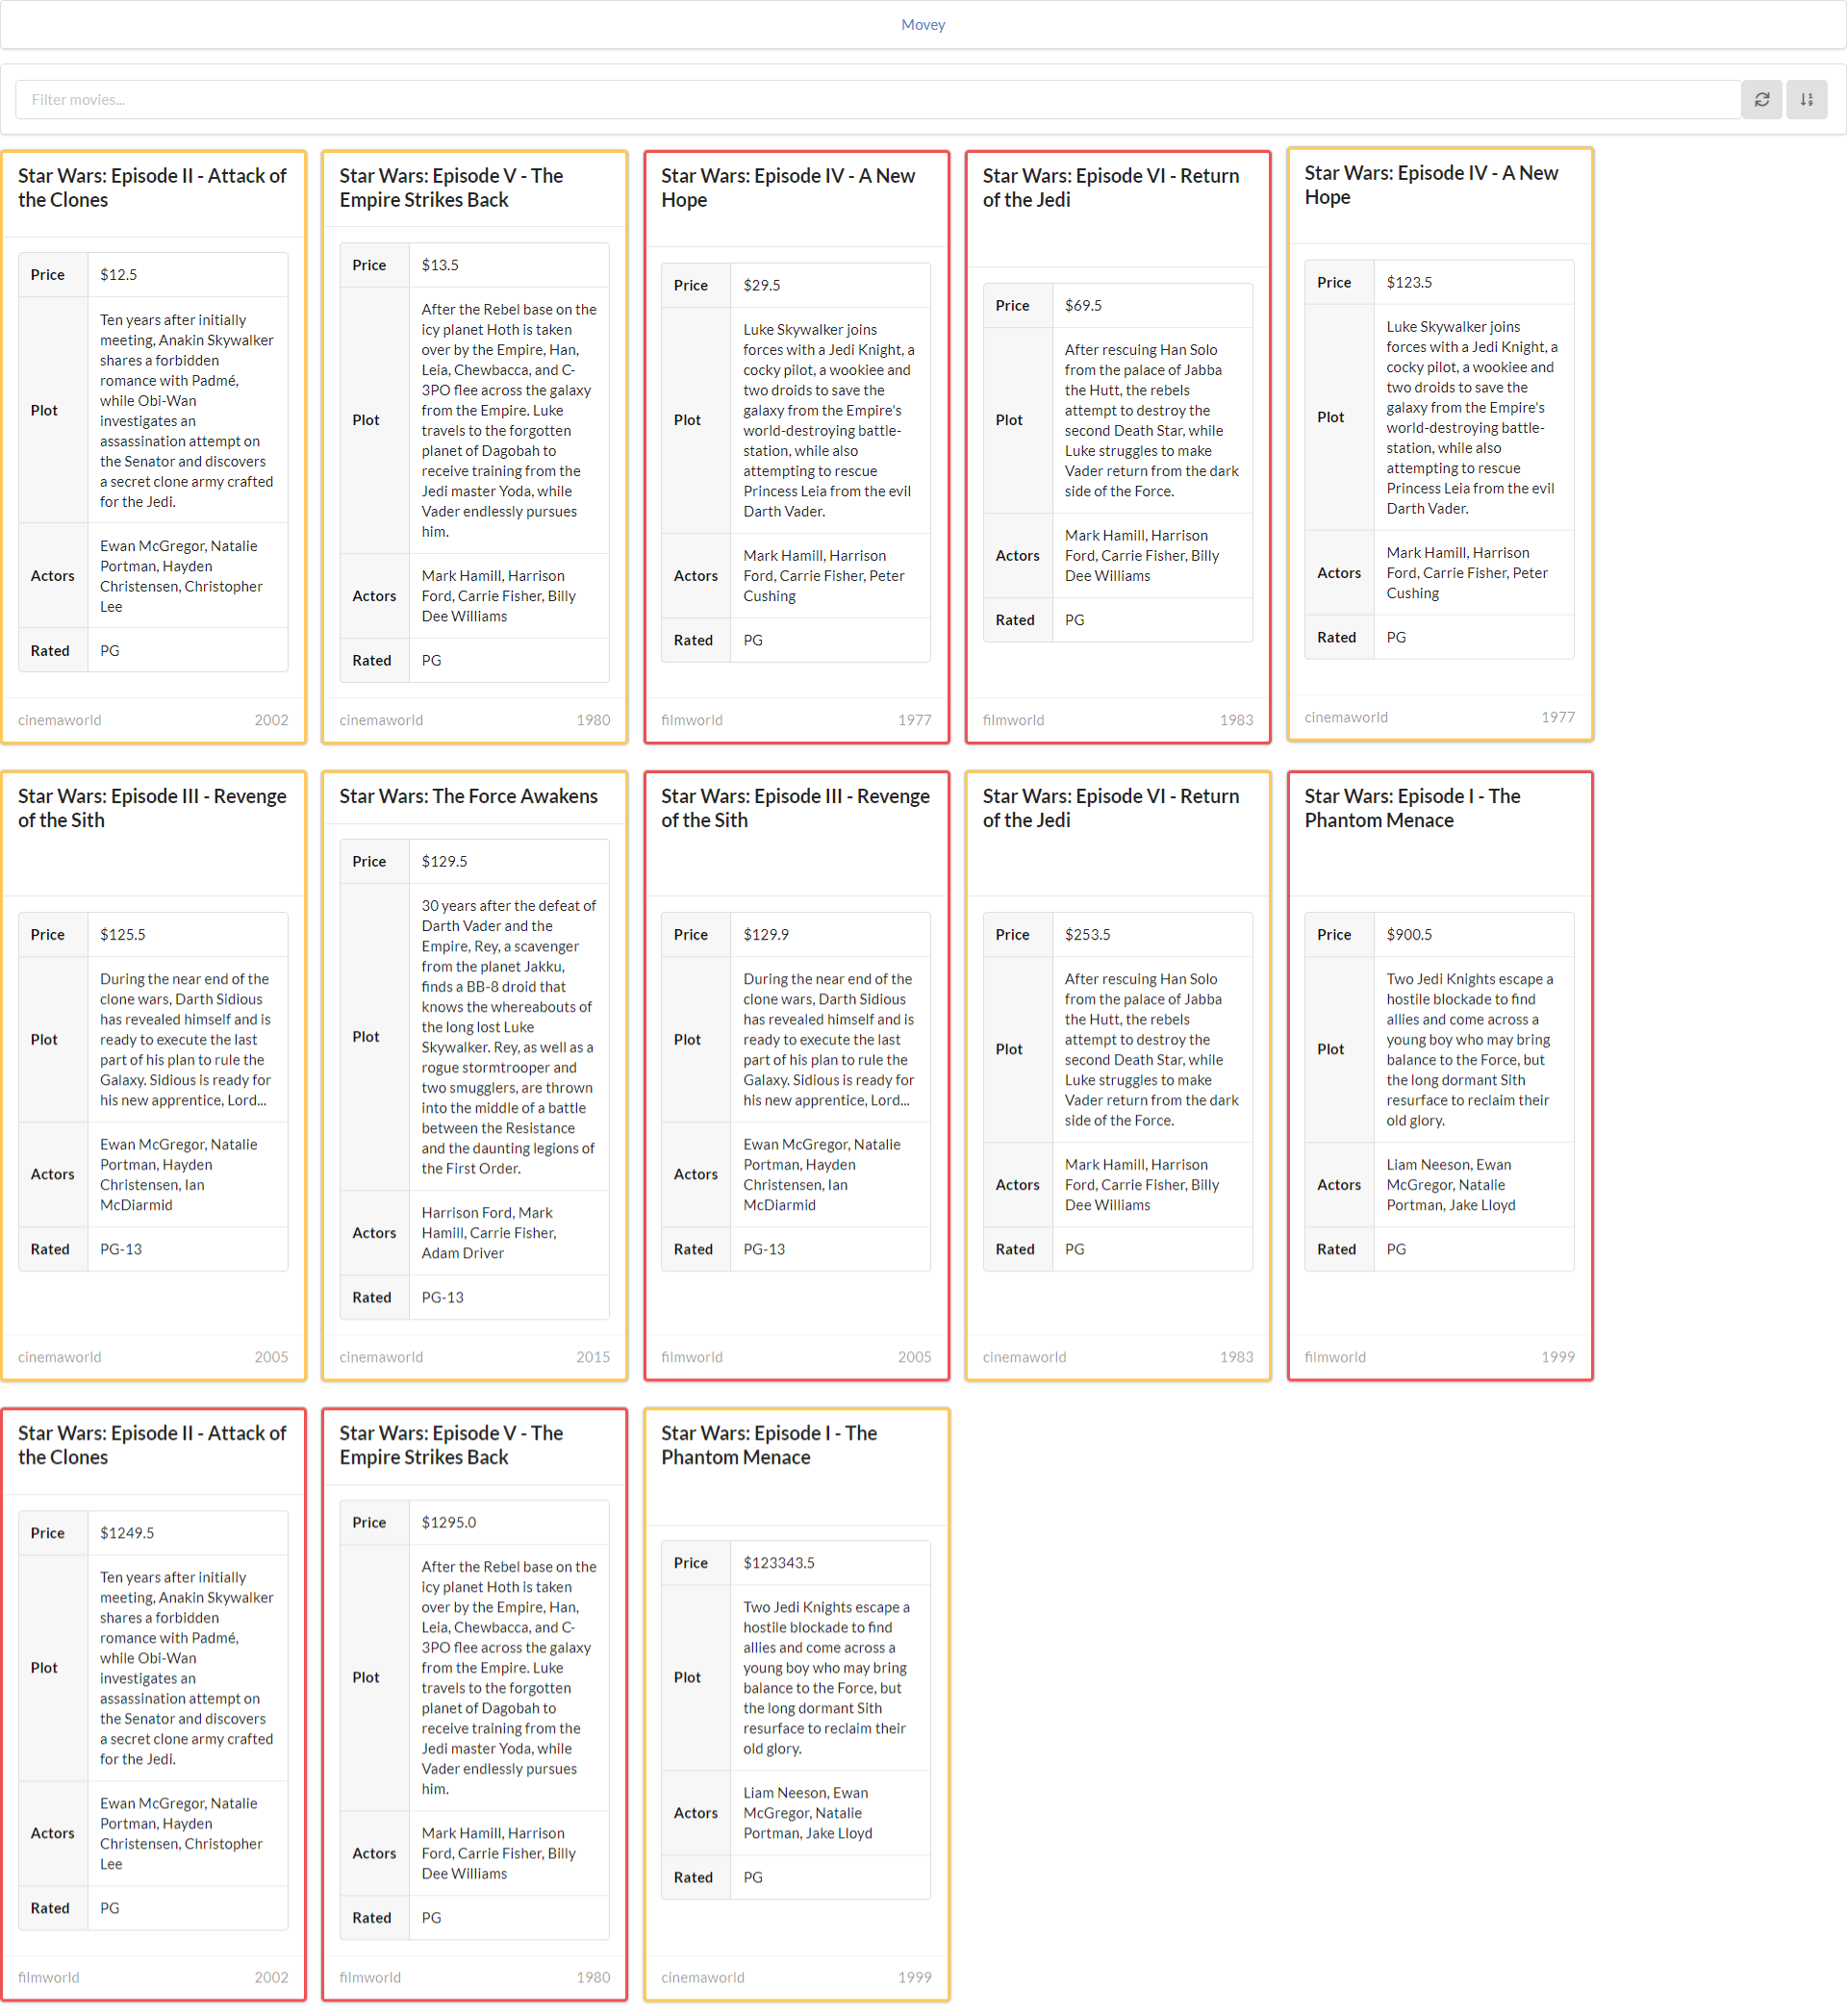 Movey
Filter movies...
Star Wars: Episode II - Attack of
the Clones
Price
$12.5
Plot
Ten years after initially
meeting, Anakin Skywalker
shares a forbidden
romance with Padmé,
while Obi-Wan
investigates an
assassination attempt on
the Senator and discovers
a secret clone army crafted
for the Jedi.
Actors
Ewan McGregor, Natalie
Portman, Hayden
Christensen, Christopher
Lee
Rated
PG
cinemaworld
2002
Star Wars: Episode V - The
Empire Strikes Back
Price
$13.5
Plot
After the Rebel base on the
icy planet Hoth is taken
over by the Empire, Han,
Leia, Chewbacca, and C-
3PO flee across the galaxy
from the Empire. Luke
travels to the forgotten
planet of Dagobah to
receive training from the
Jedi master Yoda, while
Vader endlessly pursues
him.
Actors
Mark Hamill, Harrison
Ford, Carrie Fisher, Billy
Dee Williams
Rated
PG
cinemaworld
1980
Star Wars: Episode IV - A New
Hope
Price
$29.5
Plot
Luke Skywalker joins
forces with a Jedi Knight, a
cocky pilot, a wookiee and
two droids to save the
galaxy from the Empire's
world-destroying battle-
station, while also
attempting to rescue
Princess Leia from the evil
Darth Vader.
Actors
Mark Hamill, Harrison
Ford, Carrie Fisher, Peter
Cushing
Rated
PG
filmworld
1977
Star Wars: Episode VI - Return
of the Jedi
Price
$69.5
Plot
After rescuing Han Solo
from the palace of Jabba
the Hutt, the rebels
attempt to destroy the
second Death Star, while
Luke struggles to make
Vader return from the dark
side of the Force.
Actors
Mark Hamill, Harrison
Ford, Carrie Fisher, Billy
Dee Williams
Rated
PG
filmworld
1983
Star Wars: Episode IV - A New
Hope
Price
$123.5
Plot
Luke Skywalker joins
forces with a Jedi Knight, a
cocky pilot, a wookiee and
two droids to save the
galaxy from the Empire's
world-destroying battle-
station, while also
attempting to rescue
Princess Leia from the evil
Darth Vader.
Actors
Mark Hamill, Harrison
Ford, Carrie Fisher, Peter
Cushing
Rated
PG
cinemaworld
1977
Star Wars: Episode III - Revenge
of the Sith
Price
$125.5
Plot
During the near end of the
clone wars, Darth Sidious
has revealed himself and is
ready to execute the last
part of his plan to rule the
Galaxy. Sidious is ready for
his new apprentice, Lord...
Actors
Ewan McGregor, Natalie
Portman, Hayden
Christensen, Ian
McDiarmid
Rated
PG-13
cinemaworld
2005
Star Wars: The Force Awakens
Price
$129.5
Plot
30 years after the defeat of
Darth Vader and the
Empire, Rey, a scavenger
from the planet Jakku,
finds a BB-8 droid that
knows the whereabouts of
the long lost Luke
Skywalker. Rey, as well as a
rogue stormtrooper and
two smugglers, are thrown
into the middle of a battle
between the Resistance
and the daunting legions of
the First Order.
Actors
Harrison Ford, Mark
Hamill, Carrie Fisher,
Adam Driver
Rated
PG-13
cinemaworld
2015
Star Wars: Episode III - Revenge
of the Sith
Price
$129.9
Plot
During the near end of the
clone wars, Darth Sidious
has revealed himself and is
ready to execute the last
part of his plan to rule the
Galaxy. Sidious is ready for
his new apprentice, Lord...
Actors
Ewan McGregor, Natalie
Portman, Hayden
Christensen, Ian
McDiarmid
Rated
PG-13
filmworld
2005
Star Wars: Episode VI - Return
of the Jedi
Price
$253.5
Plot
After rescuing Han Solo
from the palace of Jabba
the Hutt, the rebels
attempt to destroy the
second Death Star, while
Luke struggles to make
Vader return from the dark
side of the Force.
Actors
Mark Hamill, Harrison
Ford, Carrie Fisher, Billy
Dee Williams
Rated
PG
cinemaworld
1983
Star Wars: Episode I - The
Phantom Menace
Price
$900.5
Plot
Two Jedi Knights escape a
hostile blockade to find
allies and come across a
young boy who may bring
balance to the Force, but
the long dormant Sith
resurface to reclaim their
old glory.
Actors
Liam Neeson, Ewan
McGregor, Natalie
Portman, Jake Lloyd
Rated
PG
filmworld
1999
Star Wars: Episode II - Attack of
the Clones
Price
$1249.5
Plot
Ten years after initially
meeting, Anakin Skywalker
shares a forbidden
romance with Padmé,
while Obi-Wan
investigates an
assassination attempt on
the Senator and discovers
a secret clone army crafted
for the Jedi.
Actors
Ewan McGregor, Natalie
Portman, Hayden
Christensen, Christopher
Lee
Rated
PG
filmworld
2002
Star Wars: Episode V - The
Empire Strikes Back
Price
$1295.0
Plot
After the Rebel base on the
icy planet Hoth is taken
over by the Empire, Han,
Leia, Chewbacca, and C-
3PO flee across the galaxy
from the Empire. Luke
travels to the forgotten
planet of Dagobah to
receive training from the
Jedi master Yoda, while
Vader endlessly pursues
him.
Actors
Mark Hamill, Harrison
Ford, Carrie Fisher, Billy
Dee Williams
Rated
PG
filmworld
1980
Star Wars: Episode I - The
Phantom Menace
Price
$123343.5
Plot
Two Jedi Knights escape a
hostile blockade to find
allies and come across a
young boy who may bring
balance to the Force, but
the long dormant Sith
resurface to reclaim their
old glory.
Actors
Liam Neeson, Ewan
McGregor, Natalie
Portman, Jake Lloyd
Rated
PG
cinemaworld
1999